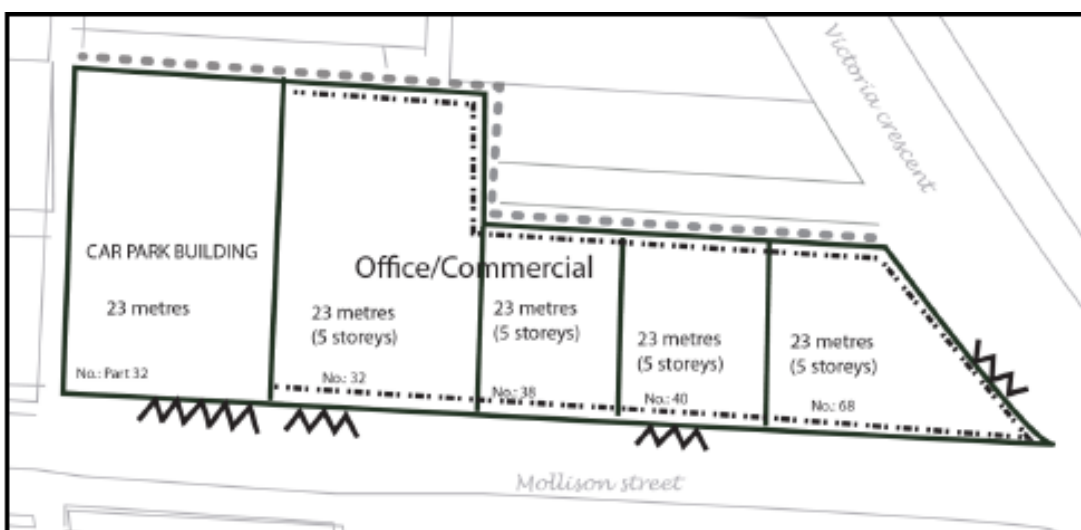 Victoria crescent
CAR PARK BUILDING
23 metres
No.: Part 32
Office/Commercial
23 metres
(5 storeys)
No.: 32
23 metres
(5 storeys)
No.: 38
23 metres
(5 storeys)
No.: 40
23 metres
(5 storeys)
No.: 68
Mollison street